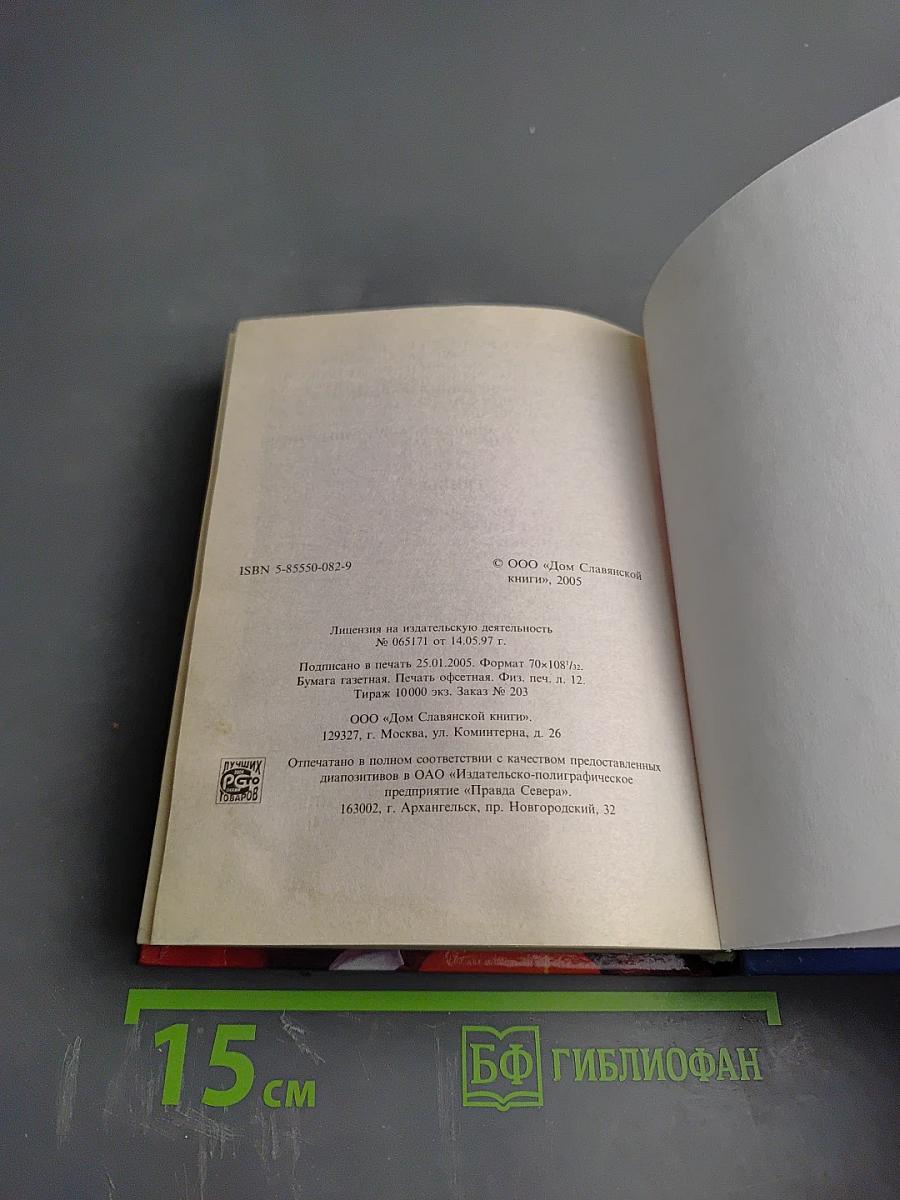 ISBN 5-85550-082-9
© ООО «Дом Славянской
книги», 2005
Лицензия на издательскую деятельность
№ 065171 от 14.05.97 г.
Подписано в печать 25.01.2005. Формат 70×108¹/₃₂.
Бумага газетная. Печать офсетная. Физ. печ. л. 12.
Тираж 10000 экз. Заказ № 203
ООО «Дом Славянской книги».
129327, г. Москва, ул. Коминтерна, д. 26
Отпечатано в полном соответствии с качеством предоставленных
диапозитивов в ОАО «Издательско-полиграфическое
предприятие «Правда Севера».
163002, г. Архангельск, пр. Новгородский, 32
ЛУЧШИХ
ТОВАРОВ
15 см
БФ ГИБЛИОФАН